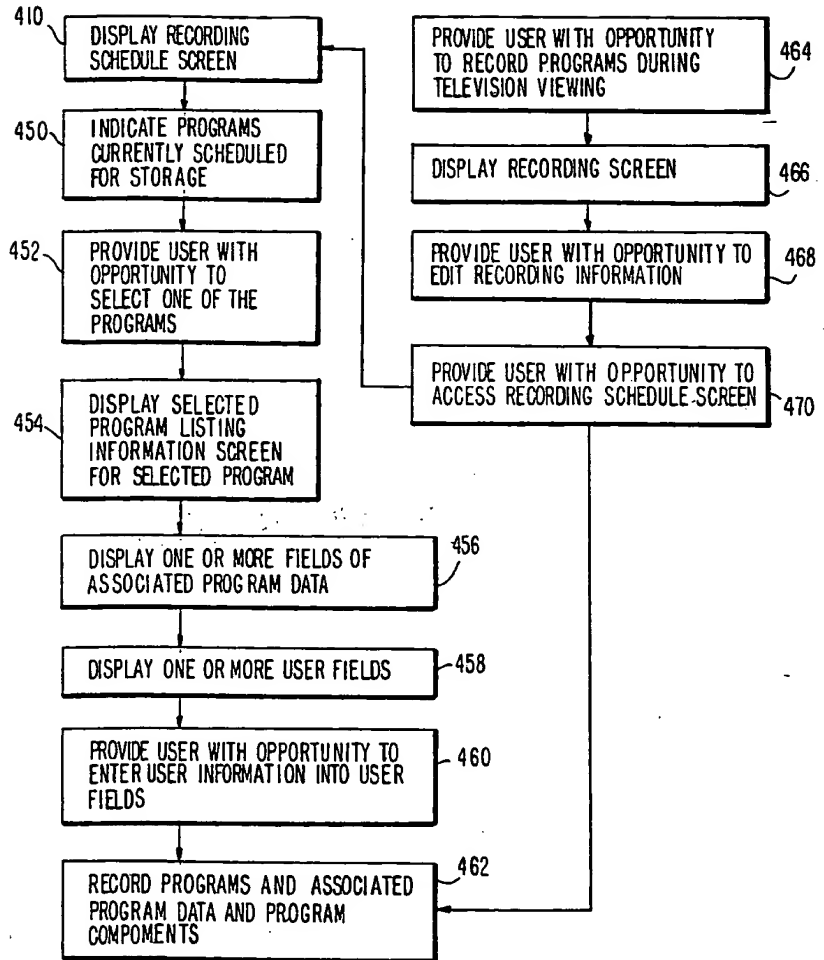 410
DISPLAY RECORDING
SCHEDULE SCREEN
450
INDICATE PROGRAMS
CURRENTLY SCHEDULED
FOR STORAGE
452
PROVIDE USER WITH
OPPORTUNITY TO
SELECT ONE OF THE
PROGRAMS
454
DISPLAY SELECTED
PROGRAM LISTING
INFORMATION SCREEN
FOR SELECTED PROGRAM
DISPLAY ONE OR MORE FIELDS OF
ASSOCIATED PROGRAM DATA
456
DISPLAY ONE OR MORE USER FIELDS
458
PROVIDE USER WITH OPPORTUNITY TO
ENTER USER INFORMATION INTO USER
FIELDS
460
RECORD PROGRAMS AND ASSOCIATED
PROGRAM DATA AND PROGRAM
COMPOMENTS
462
PROVIDE USER WITH OPPORTUNITY
TO RECORD PROGRAMS DURING
TELEVISION VIEWING
464
DISPLAY RECORDING SCREEN
466
PROVIDE USER WITH OPPORTUNITY TO
EDIT RECORDING INFORMATION
468
PROVIDE USER WITH OPPORTUNITY TO
ACCESS RECORDING SCHEDULE SCREEN
470